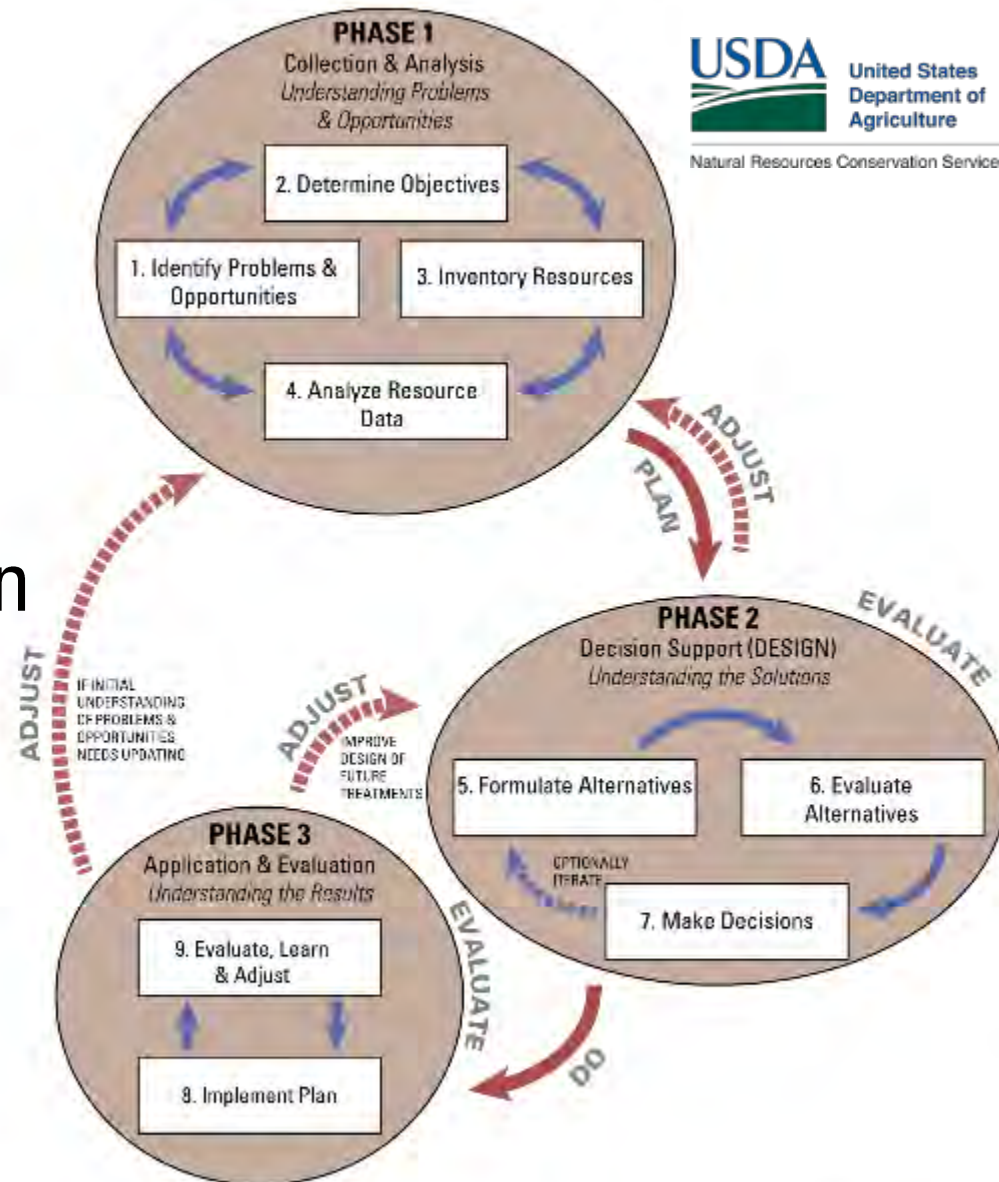 PHASE 1
Collection & Analysis
Understanding Problems
& Opportunities
USDA
United States
Department of
Agriculture
Natural Resources Conservation Service
2. Determine Objectives
1. Identify Problems &
Opportunities
3. Inventory Resources
4. Analyze Resource
Data
ADJUST
PLAN
n
ADJUST
IF INITIAL
UNDERSTANDING
OF PROBLEMS &
OPPORTUNITIES
NEEDS UPDATING
ADJUST
IMPROVE
DESIGN OF
FUTURE
TREATMENTS
EVALUATE
PHASE 2
Decision Support (DESIGN)
Understanding the Solutions
5. Formulate Alternatives
6. Evaluate
Alternatives
OPTIONALLY
ITERATE
7. Make Decisions
PHASE 3
Application & Evaluation
Understanding the Results
9. Evaluate, Learn
& Adjust
EVALUATE
8. Implement Plan
DO